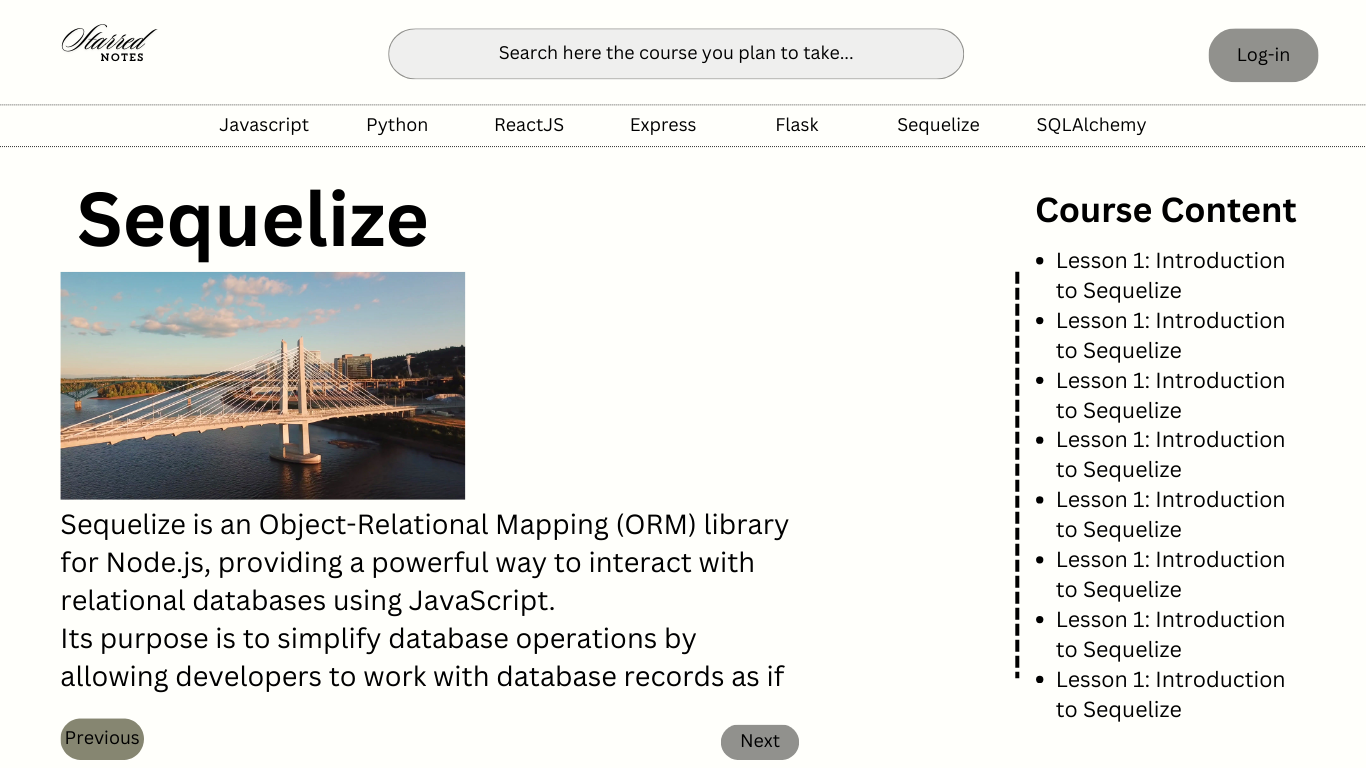 Starred
NOTES
Search here the course you plan to take...
Log-in
Javascript Python ReactJS Express Flask Sequelize SQLAlchemy
Sequelize
Sequelize is an Object-Relational Mapping (ORM) library
for Node.js, providing a powerful way to interact with
relational databases using JavaScript.
Its purpose is to simplify database operations by
allowing developers to work with database records as if
Previous
Next
Course Content
• Lesson 1: Introduction
to Sequelize
• Lesson 1: Introduction
to Sequelize
• Lesson 1: Introduction
to Sequelize
• Lesson 1: Introduction
to Sequelize
• Lesson 1: Introduction
to Sequelize
• Lesson 1: Introduction
to Sequelize
• Lesson 1: Introduction
to Sequelize
• Lesson 1: Introduction
to Sequelize